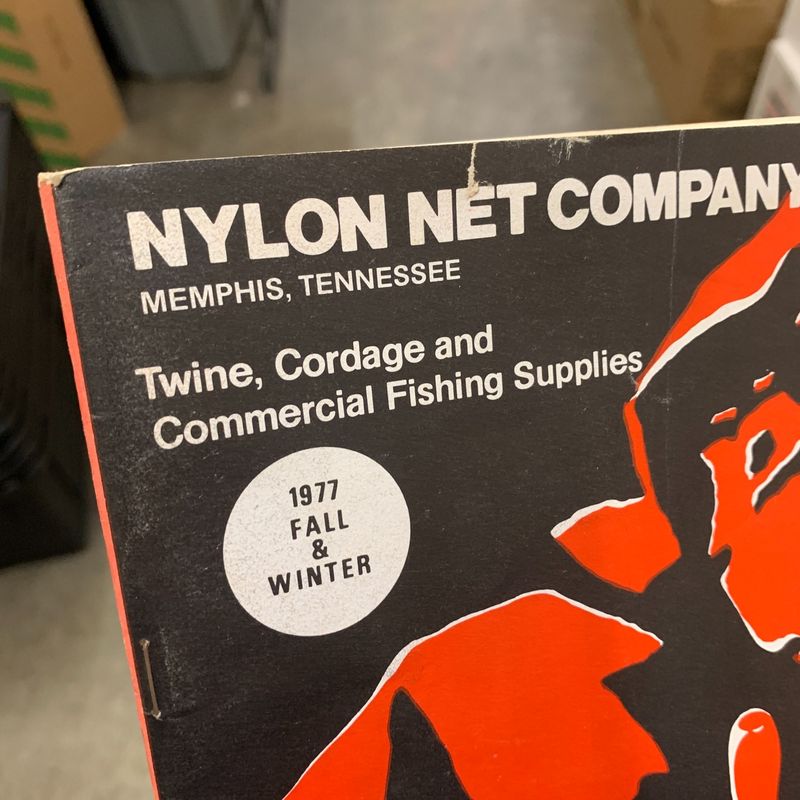 NYLON NET COMPANY
MEMPHIS, TENNESSEE
Twine, Cordage and
Commercial Fishing Supplies
1977
FALL
&
WINTER